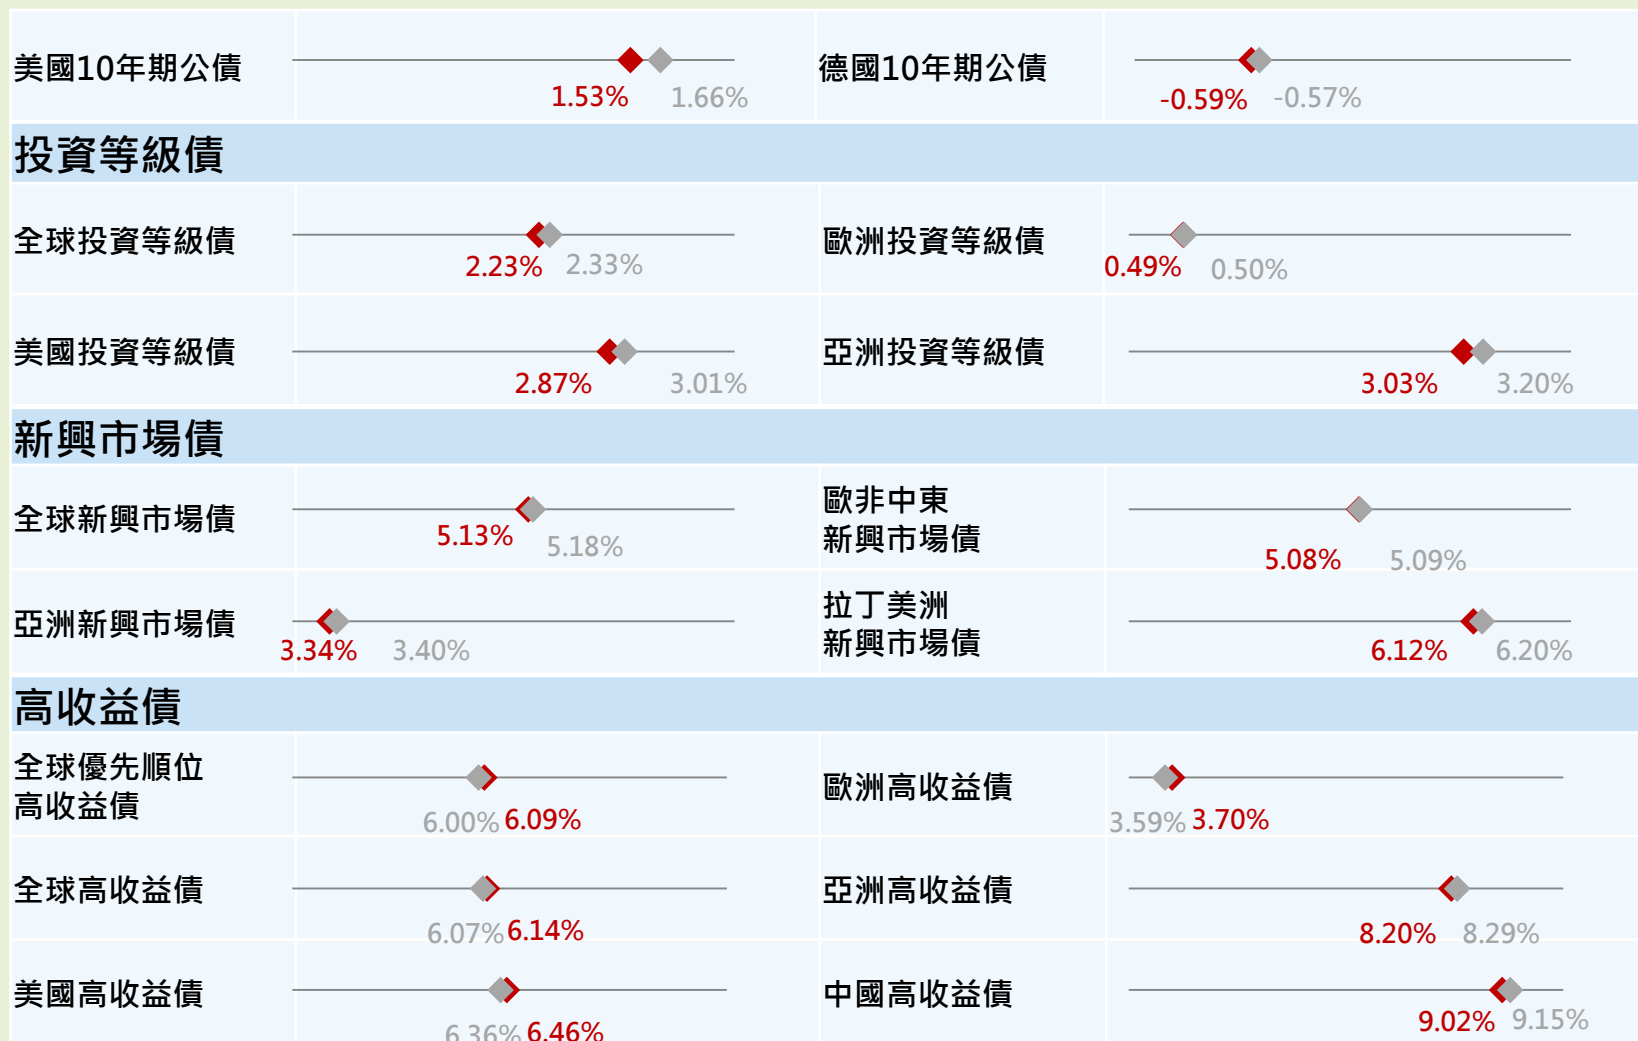 美國10年期公債
1.53% 1.66%
德國10年期公債
-0.59% -0.57%
投資等級債
全球投資等級債
2.23% 2.33%
歐洲投資等級債
0.49% 0.50%
美國投資等級債
2.87% 3.01%
亞洲投資等級債
3.03% 3.20%
新興市場債
全球新興市場債
5.13% 5.18%
歐非中東
新興市場債
5.08% 5.09%
亞洲新興市場債
3.34% 3.40%
拉丁美洲
新興市場債
6.12% 6.20%
高收益債
全球優先順位
高收益債
6.00% 6.09%
歐洲高收益債
3.59% 3.70%
全球高收益債
6.07% 6.14%
亞洲高收益債
8.20% 8.29%
美國高收益債
6.36% 6.46%
中國高收益債
9.02% 9.15%